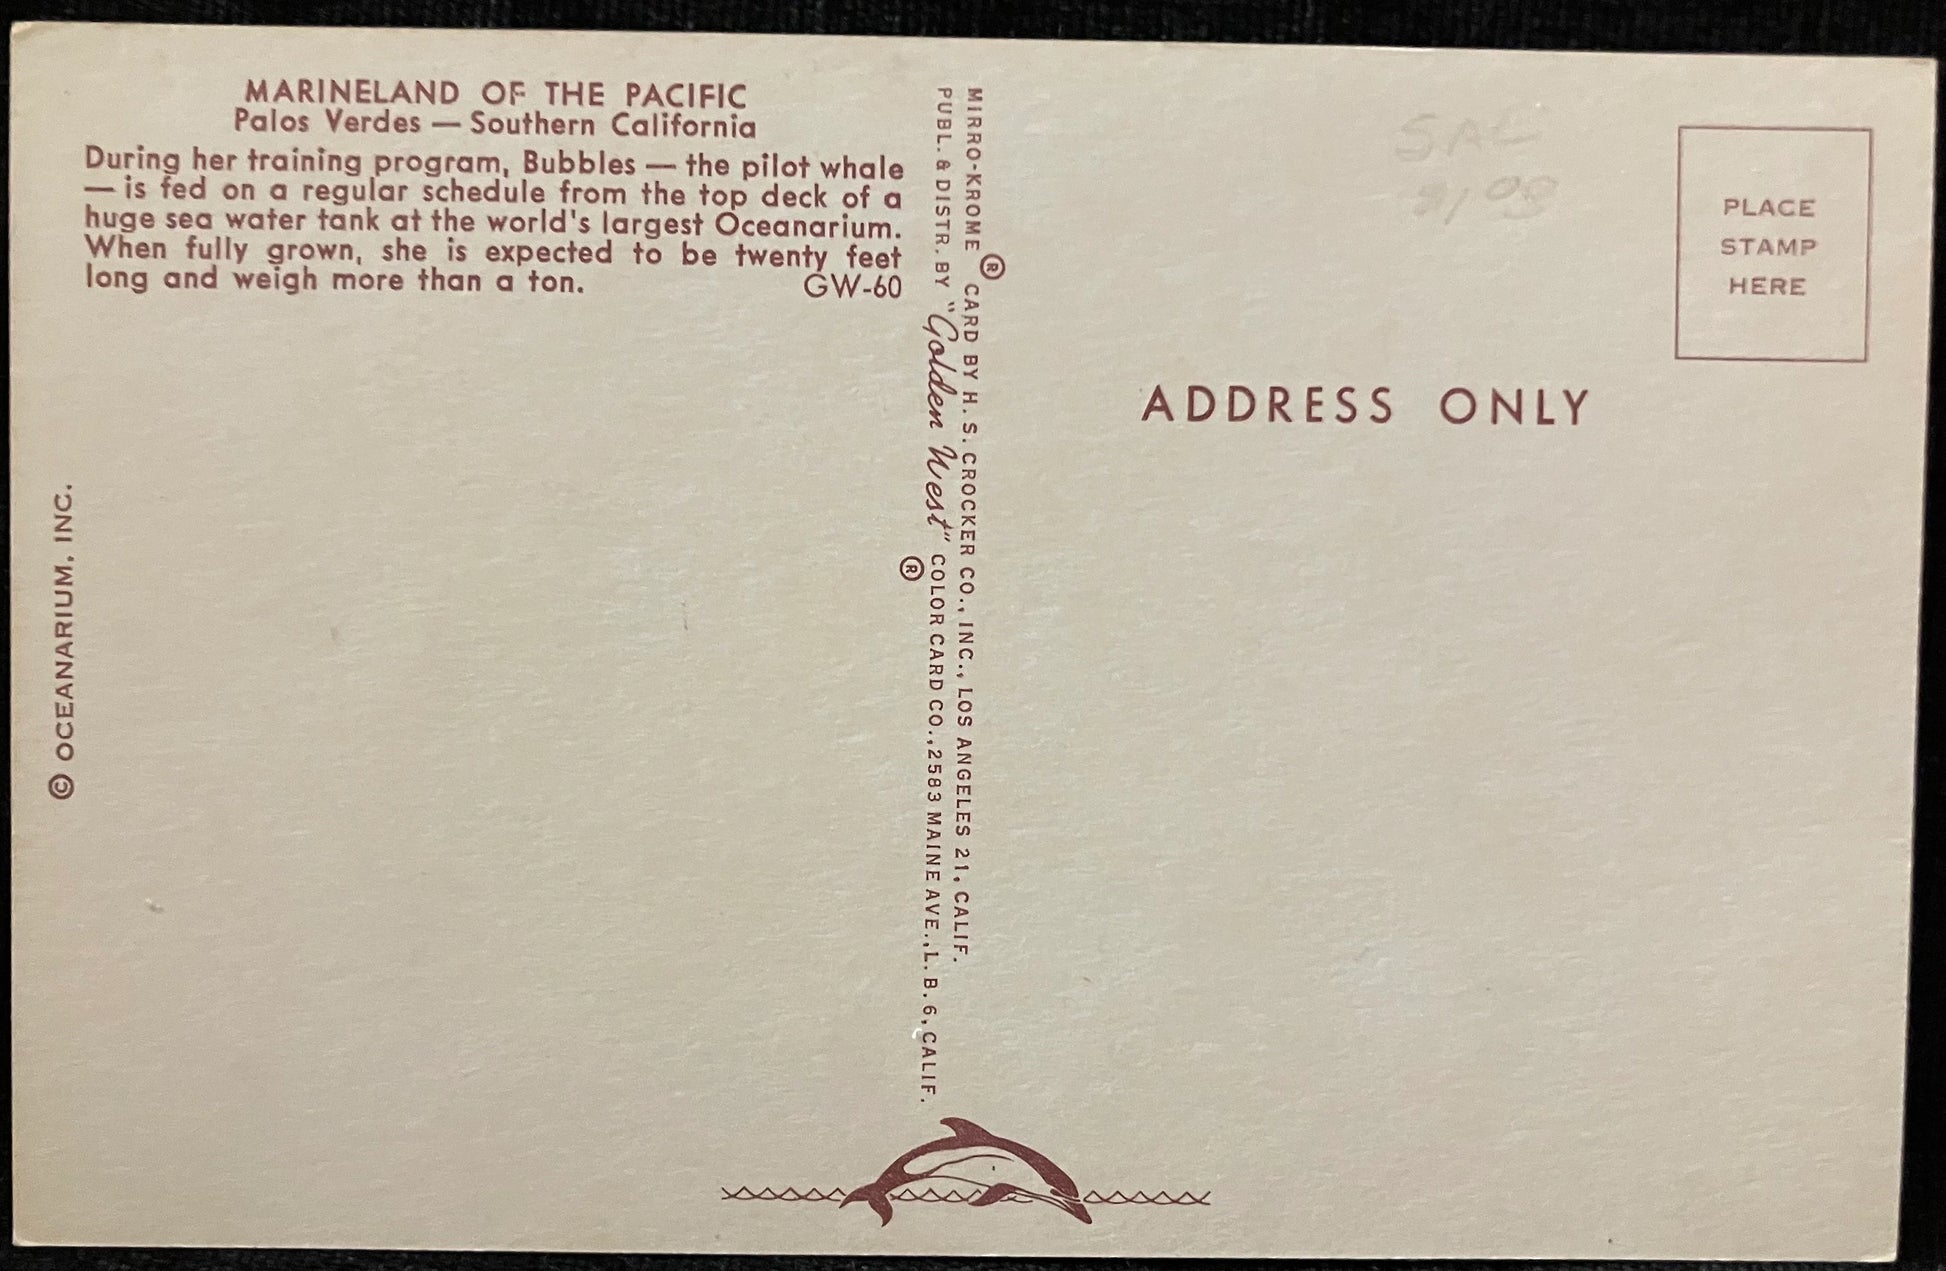 MARINELAND OF THE PACIFIC
Palos Verdes — Southern California
During her training program, Bubbles — the pilot whale
— is fed on a regular schedule from the top deck of a
huge sea water tank at the world's largest Oceanarium.
When fully grown, she is expected to be twenty feet
long and weigh more than a ton. GW-60
© OCEANARIUM, INC.
MIRRO-KROME ® CARD BY H. S. CROCKER CO., INC., LOS ANGELES 21, CALIF.
PUBL. & DISTR. BY "Golden West" ® COLOR CARD CO., 2583 MAINE AVE., L. B. 6, CALIF.
PLACE
STAMP
HERE
ADDRESS ONLY